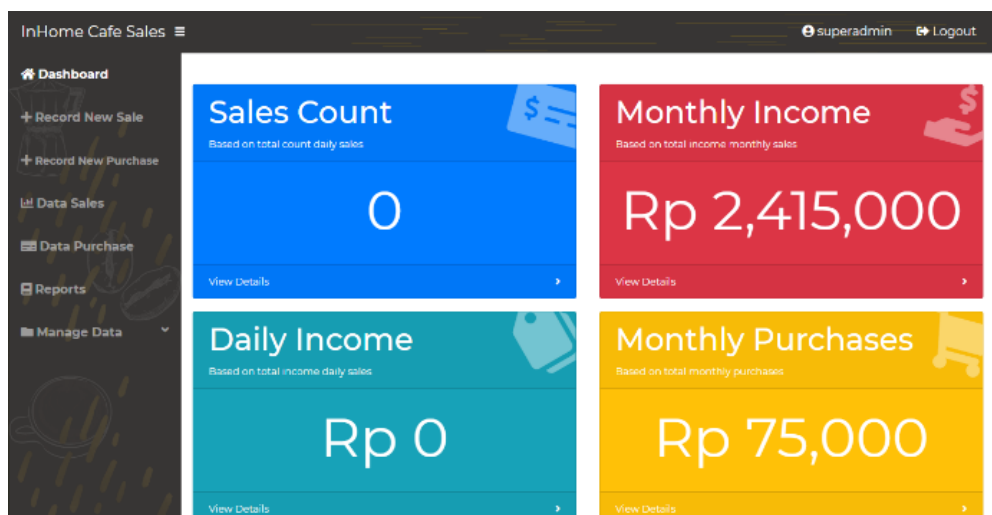 InHome Cafe Sales
superadmin
Logout
Dashboard
Record New Sale
Record New Purchase
Data Sales
Data Purchase
Reports
Manage Data
Sales Count
Based on total count daily sales
0
View Details
Monthly Income
Based on total income monthly sales
Rp 2,415,000
View Details
Daily Income
Based on total income daily sales
Rp 0
View Details
Monthly Purchases
Based on total monthly purchases
Rp 75,000
View Details